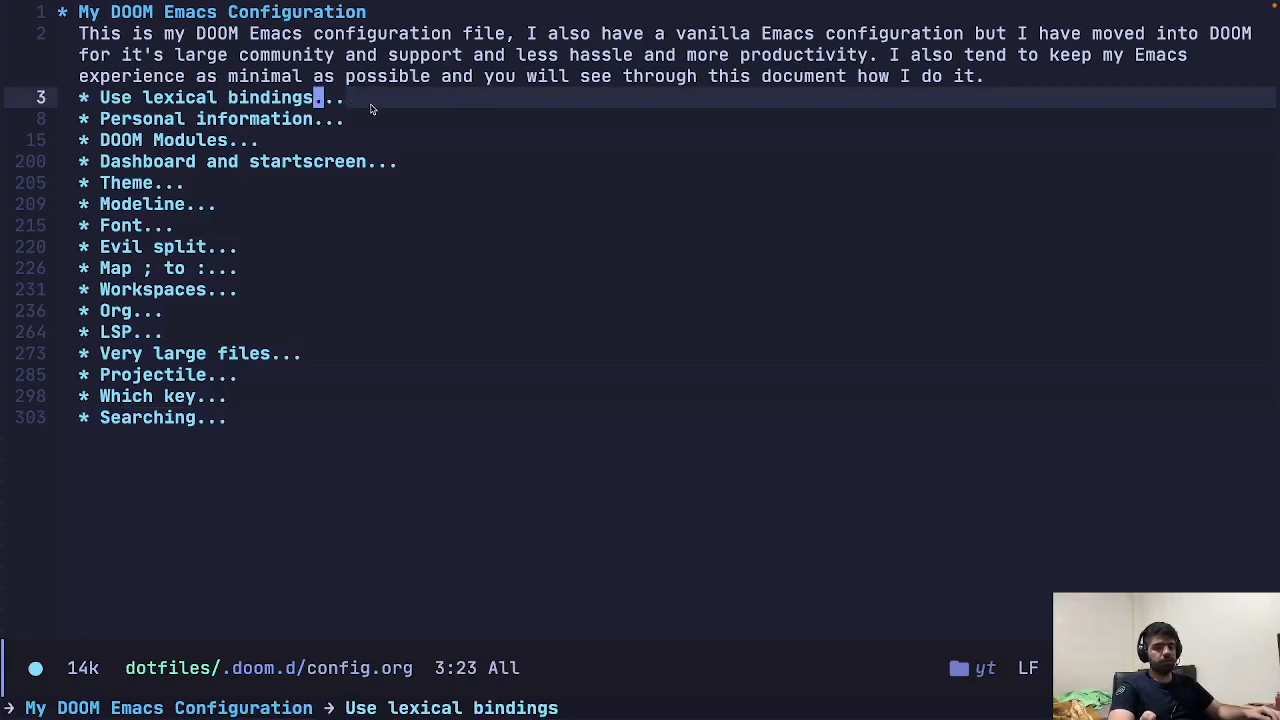 1 * My DOOM Emacs Configuration
2 This is my DOOM Emacs configuration file, I also have a vanilla Emacs configuration but I have moved into DOOM
for it's large community and support and less hassle and more productivity. I also tend to keep my Emacs
experience as minimal as possible and you will see through this document how I do it.
3 * Use lexical bindings...
8 * Personal information...
15 * DOOM Modules...
200 * Dashboard and startscreen...
205 * Theme...
209 * Modeline...
215 * Font...
220 * Evil split...
226 * Map ; to :...
231 * Workspaces...
236 * Org...
264 * LSP...
273 * Very large files...
285 * Projectile...
298 * Which key...
303 * Searching...
14k dotfiles/.doom.d/config.org 3:23 All yt LF
→ My DOOM Emacs Configuration → Use lexical bindings